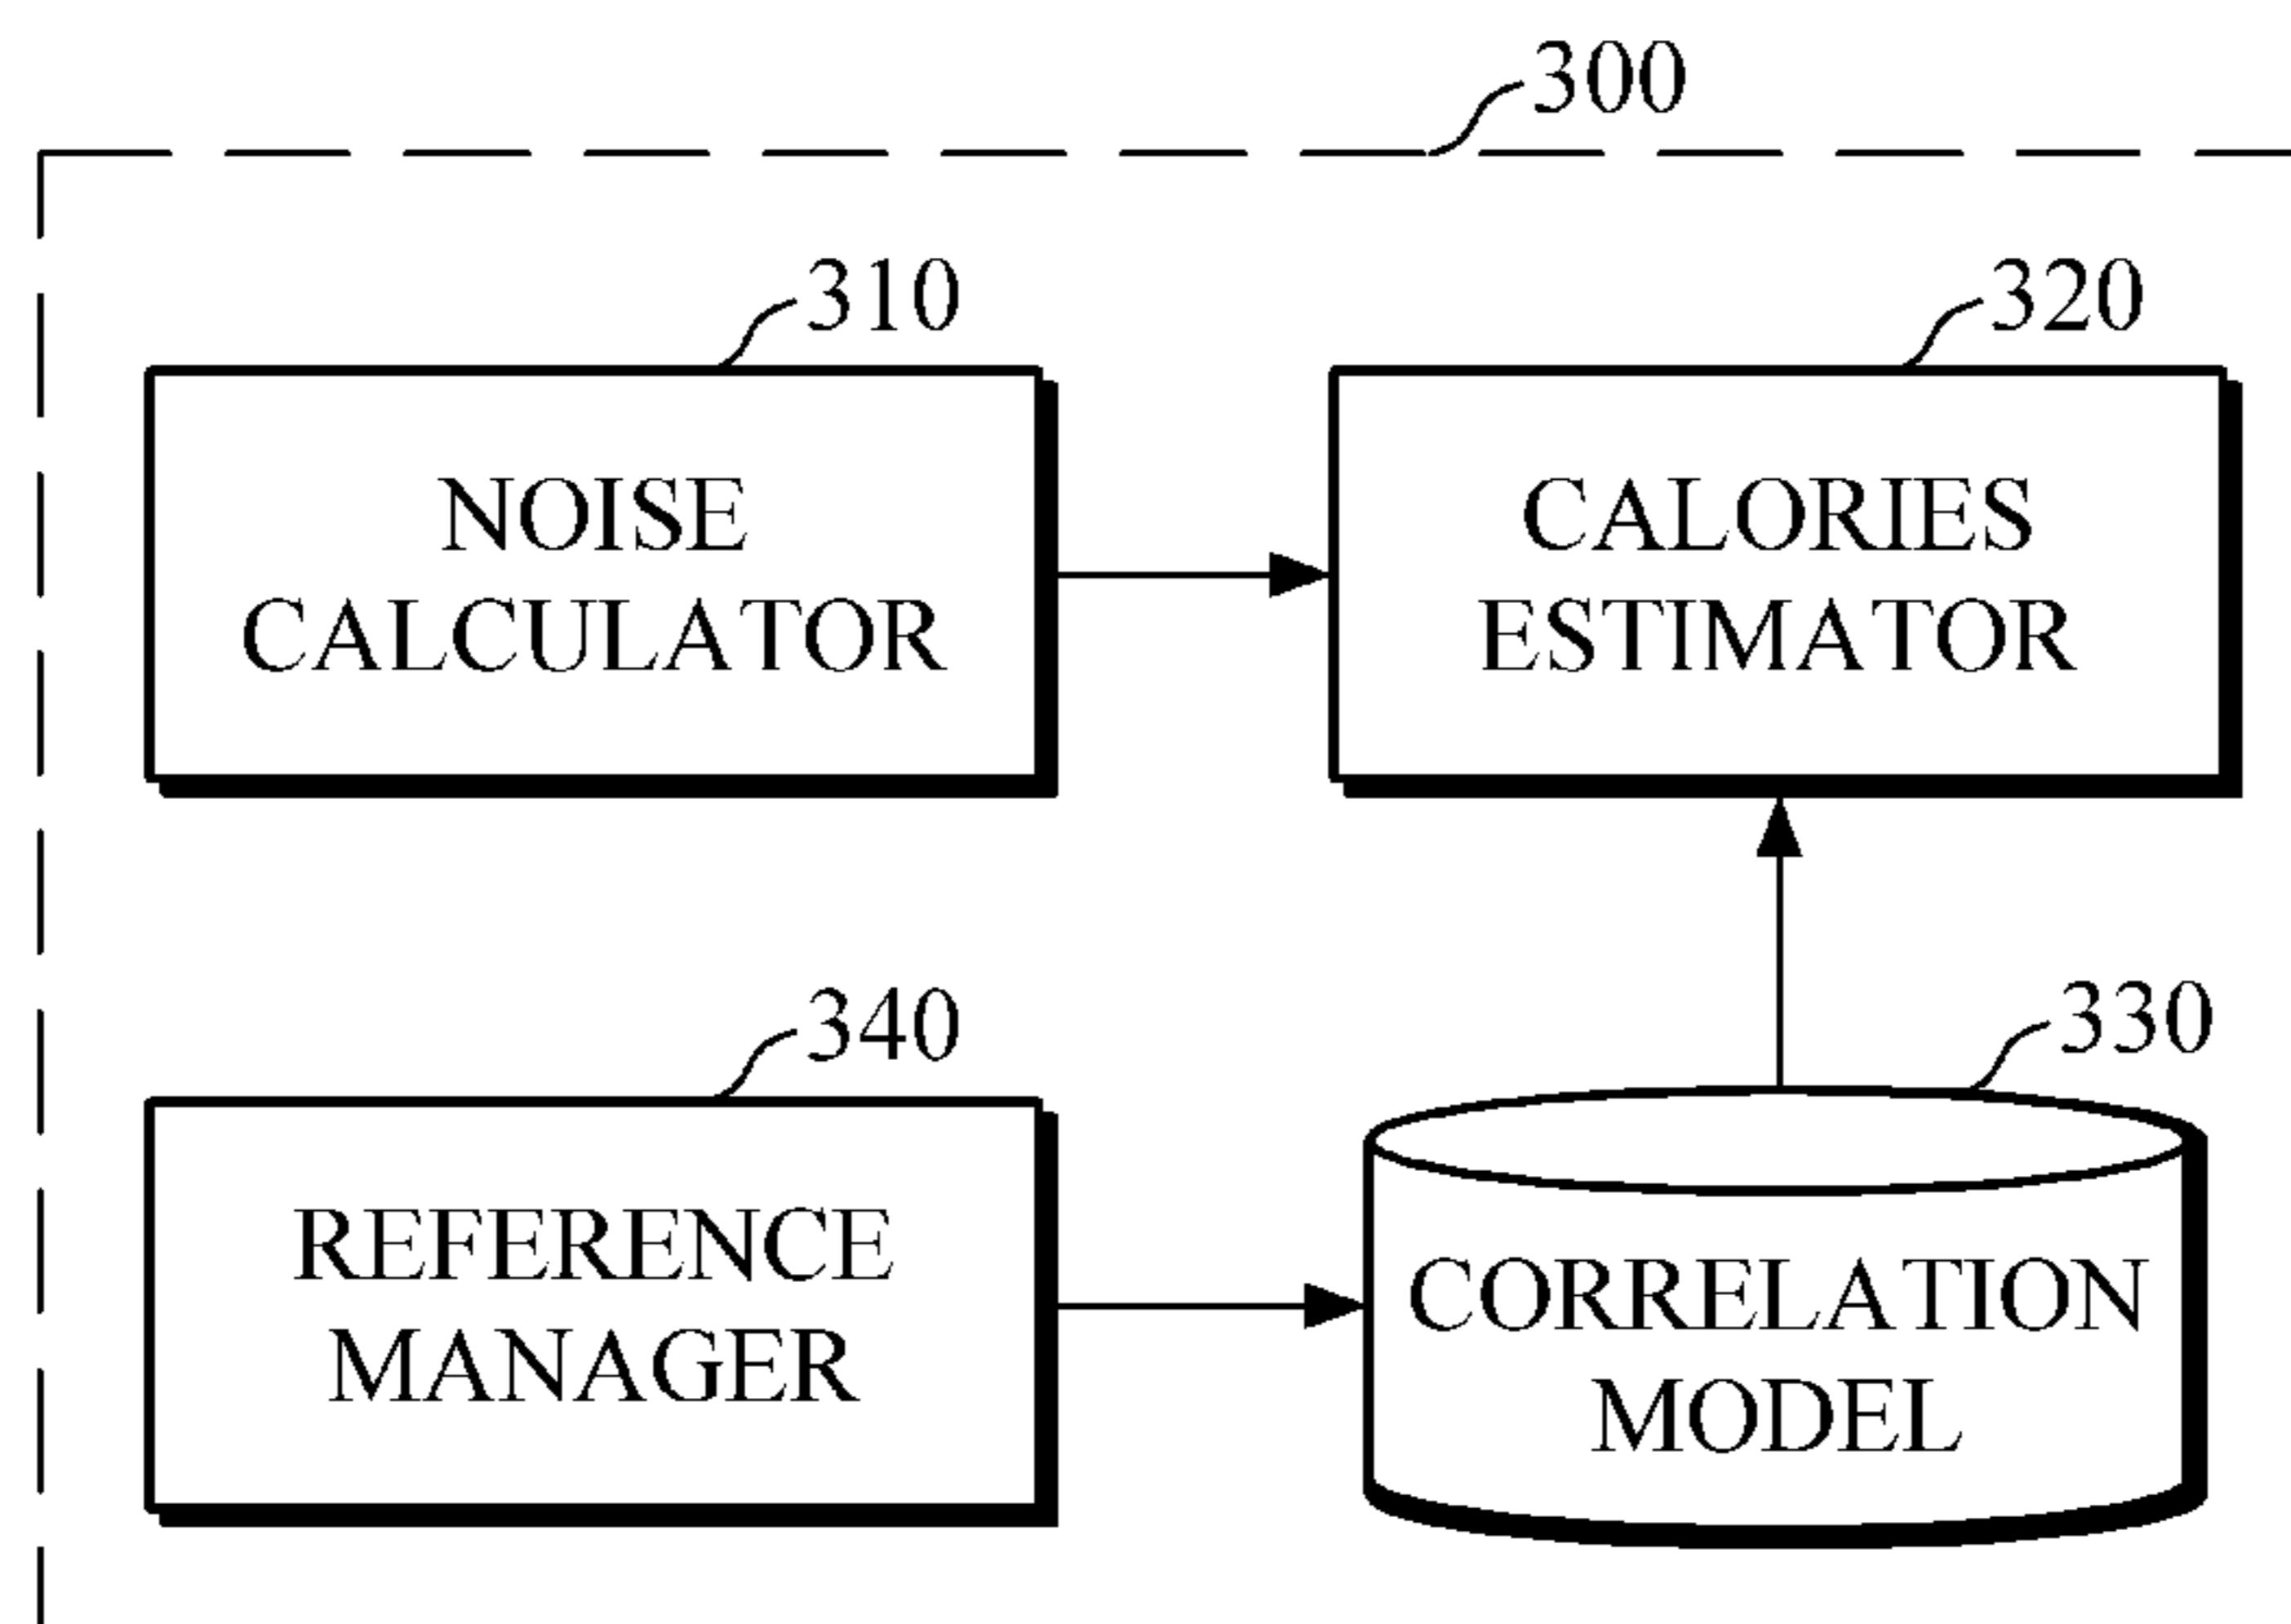 300
310
320
NOISE
CALCULATOR
CALORIES
ESTIMATOR
340
330
REFERENCE
MANAGER
CORRELATION
MODEL